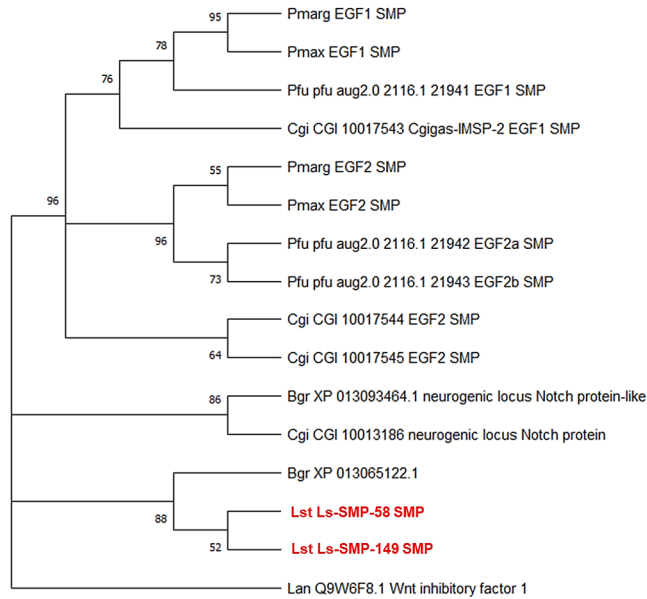 95
Pmarg EGF1 SMP
78
Pmax EGF1 SMP
76
Pfu pfu aug2.0 2116.1 21941 EGF1 SMP
Cgi CGI 10017543 Cgigas-IMSP-2 EGF1 SMP
96
55
Pmarg EGF2 SMP
Pmax EGF2 SMP
96
Pfu pfu aug2.0 2116.1 21942 EGF2a SMP
73
Pfu pfu aug2.0 2116.1 21943 EGF2b SMP
Cgi CGI 10017544 EGF2 SMP
64
Cgi CGI 10017545 EGF2 SMP
86
Bgr XP 013093464.1 neurogenic locus Notch protein-like
Cgi CGI 10013186 neurogenic locus Notch protein
Bgr XP 013065122.1
88
Lst Ls-SMP-58 SMP
52
Lst Ls-SMP-149 SMP
Lan Q9W6F8.1 Wnt inhibitory factor 1